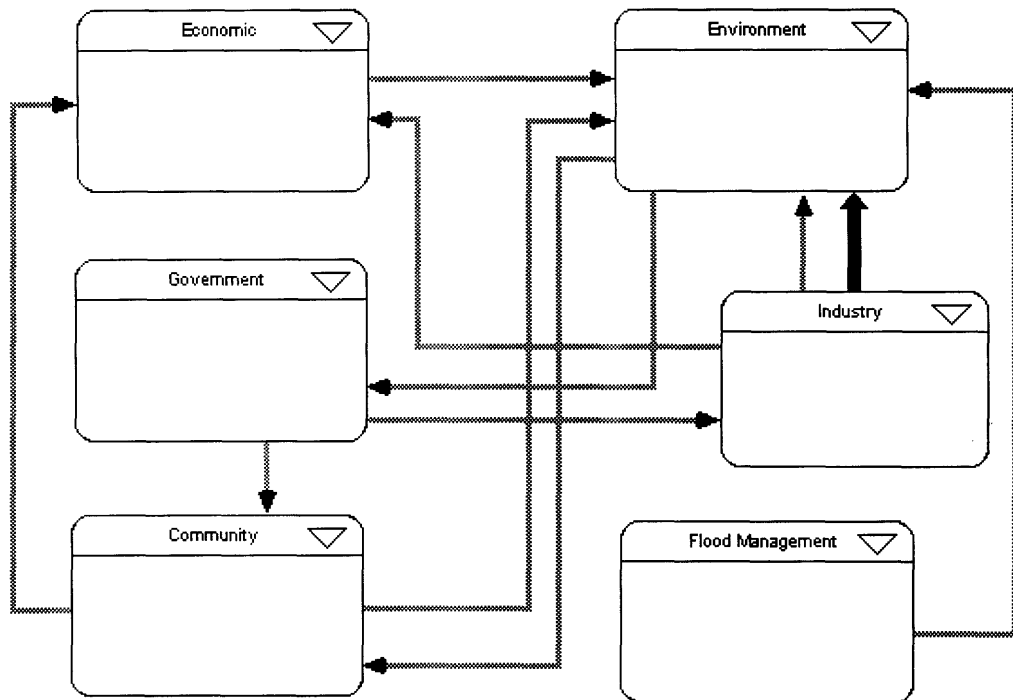 Economic
Environment
Government
Industry
Community
Flood Management